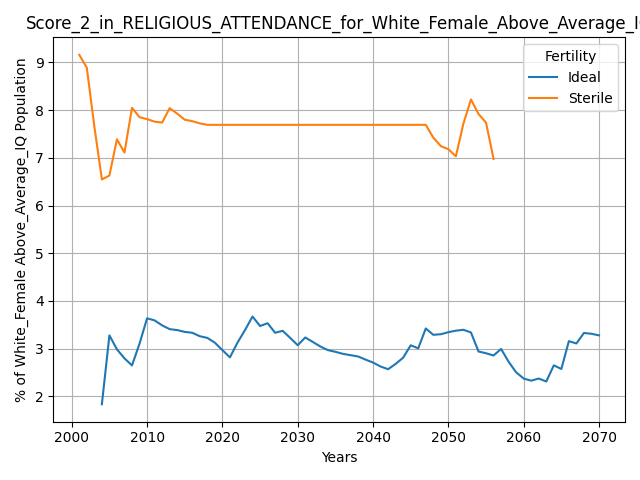 Score_2_in_RELIGIOUS_ATTENDANCE_for_White_Female_Above_Average_I
% of White_Female Above_Average_IQ Population
9
8
7
6
5
4
3
2
Fertility
Ideal
Sterile
2000 2010 2020 2030 2040 2050 2060 2070
Years